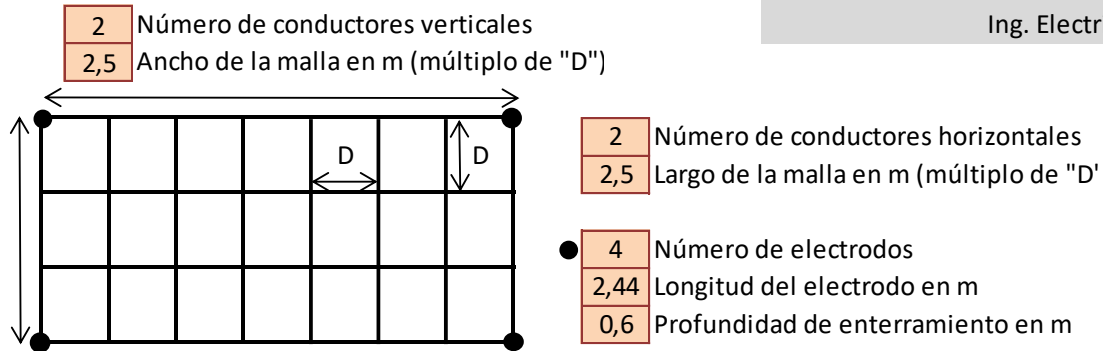 2 Número de conductores verticales
Ing. Electr
2,5 Ancho de la malla en m (múltiplo de "D")
D
D
2 Número de conductores horizontales
2,5 Largo de la malla en m (múltiplo de "D"
4 Número de electrodos
2,44 Longitud del electrodo en m
0,6 Profundidad de enterramiento en m